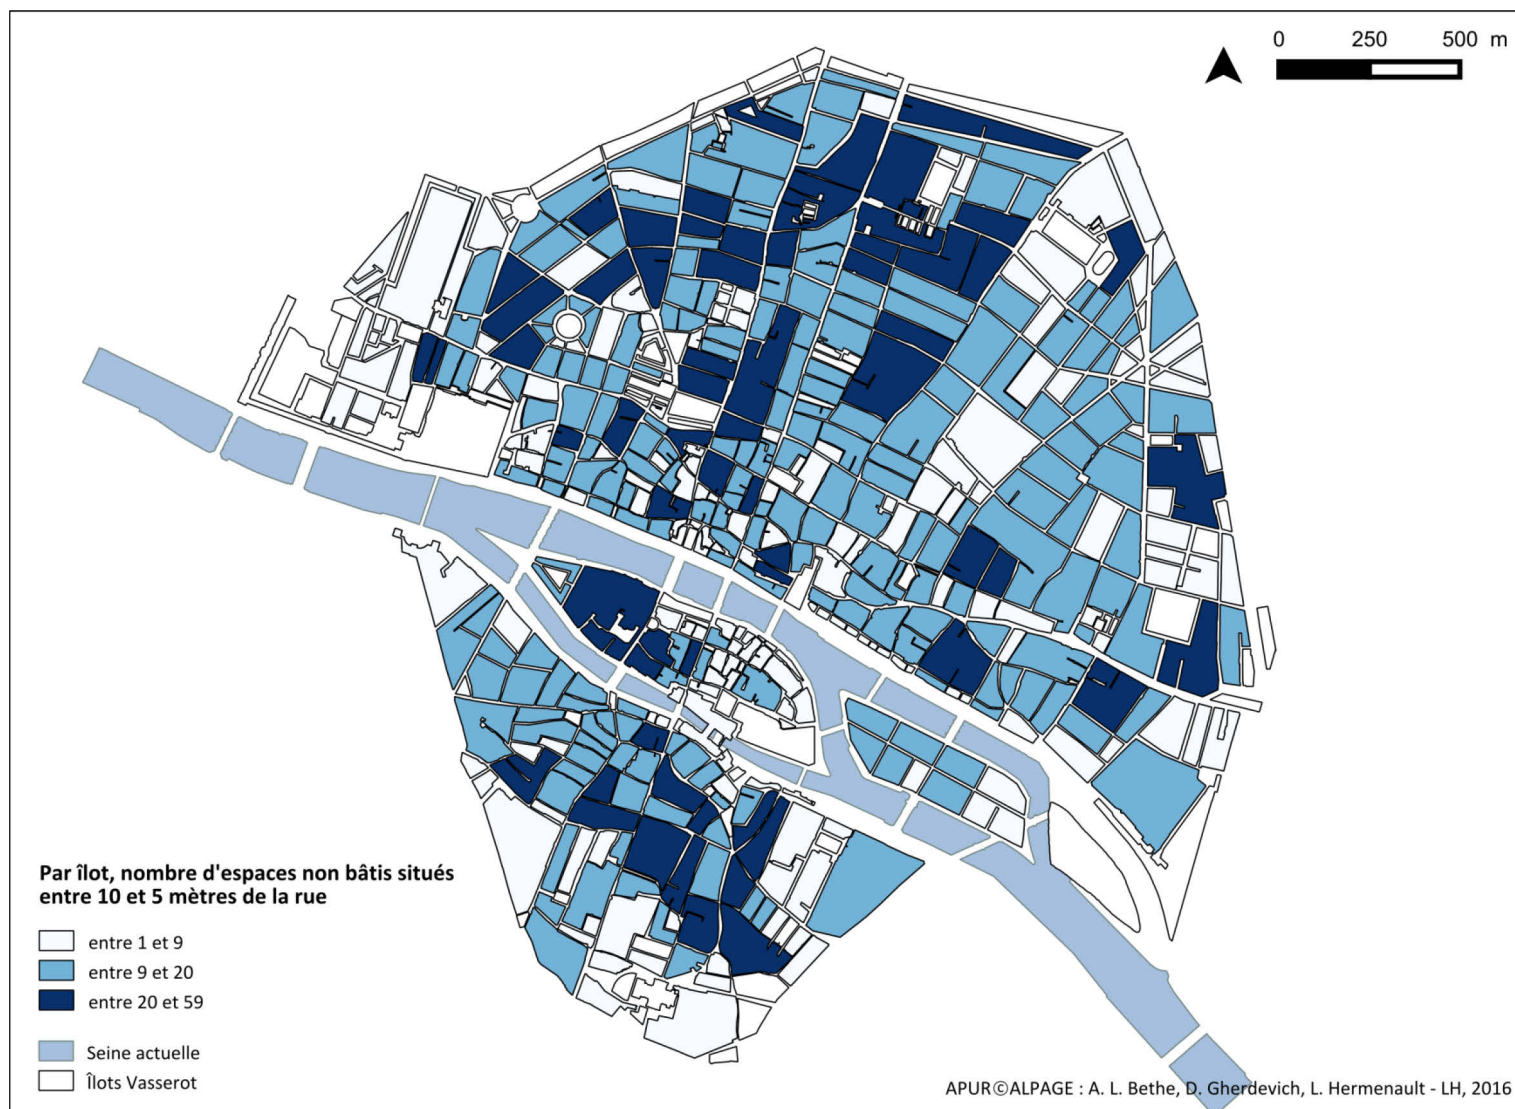 0 250 500 m
Par îlot, nombre d'espaces non bâtis situés
entre 10 et 5 mètres de la rue
entre 1 et 9
entre 9 et 20
entre 20 et 59
Seine actuelle
Îlots Vasserot
APUR©ALPAGE : A. L. Bethe, D. Gherdevich, L. Hermenault - LH, 2016